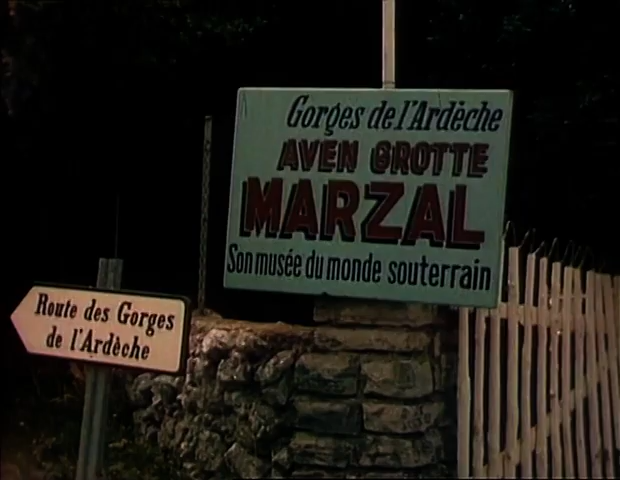 Gorges de l'Ardèche
AVEN GROTTE
MARZAL
Son musée du monde souterrain
Route des Gorges
de l'Ardèche